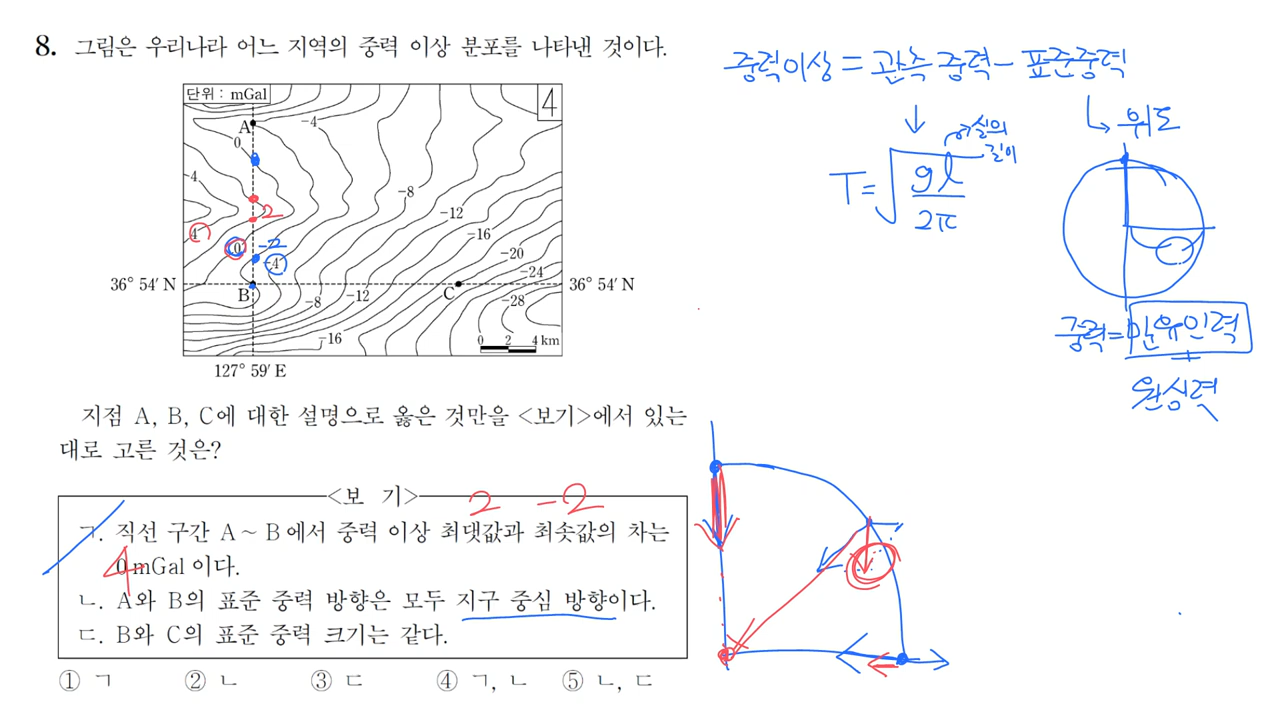 8. 그림은 우리나라 어느 지역의 중력 이상 분포를 나타낸 것이다.
단위 : mGal
4
A
-4
0
-4
-8
2
-12
4
0
-2
-16
-4
-20
-24
36° 54′ N
B
C
36° 54′ N
-8
-12
-28
-16
0 2 4 km
127° 59′ E
지점 A, B, C에 대한 설명으로 옳은 것만을 <보기>에서 있는
대로 고른 것은?
<보 기>
2 -2
ㄱ. 직선 구간 A ~ B에서 중력 이상 최댓값과 최솟값의 차는
0 mGal 이다.
4
ㄴ. A와 B의 표준 중력 방향은 모두 지구 중심 방향이다.
ㄷ. B와 C의 표준 중력 크기는 같다.
① ㄱ ② ㄴ ③ ㄷ ④ ㄱ, ㄴ ⑤ ㄴ, ㄷ
중력이상 = 관측 중력 - 표준중력
위도
실의
길이
T = √ gl
2π
중력 = 만유인력
+
원심력